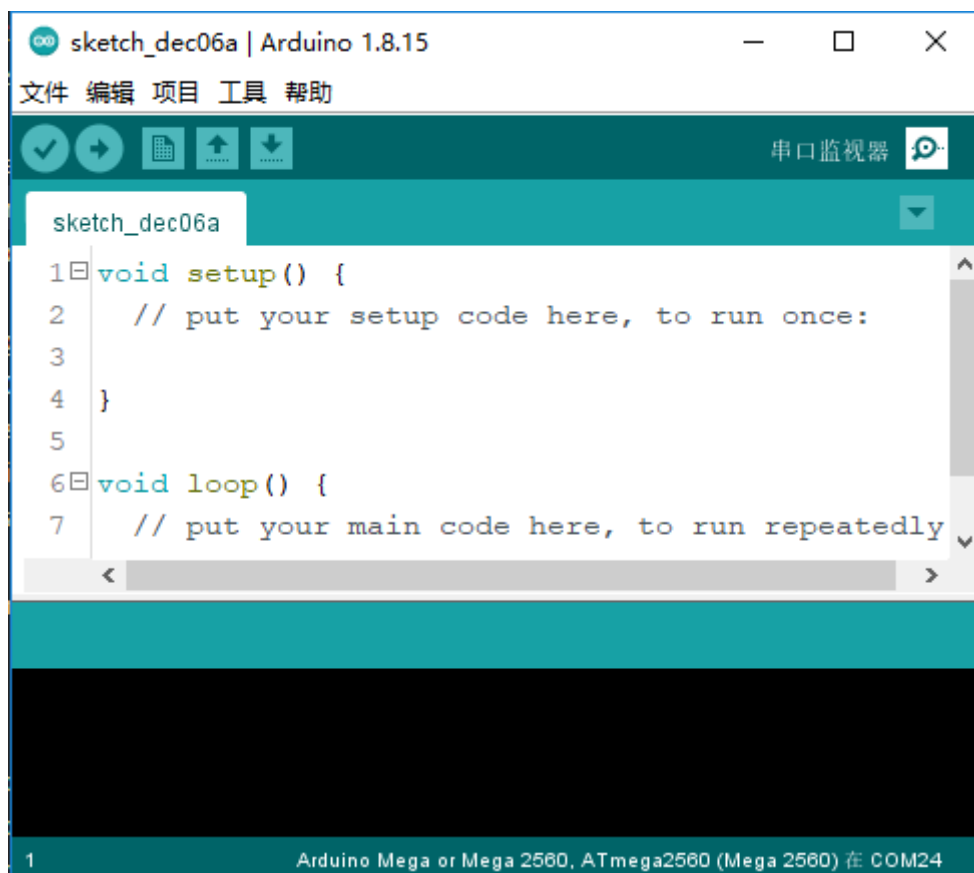 sketch_dec06a | Arduino 1.8.15
文件 编辑 项目 工具 帮助
串口监视器
sketch_dec06a
1 void setup() {
2 // put your setup code here, to run once:
3
4 }
5
6 void loop() {
7 // put your main code here, to run repeatedly
1 Arduino Mega or Mega 2560, ATmega2560 (Mega 2560) 在 COM24